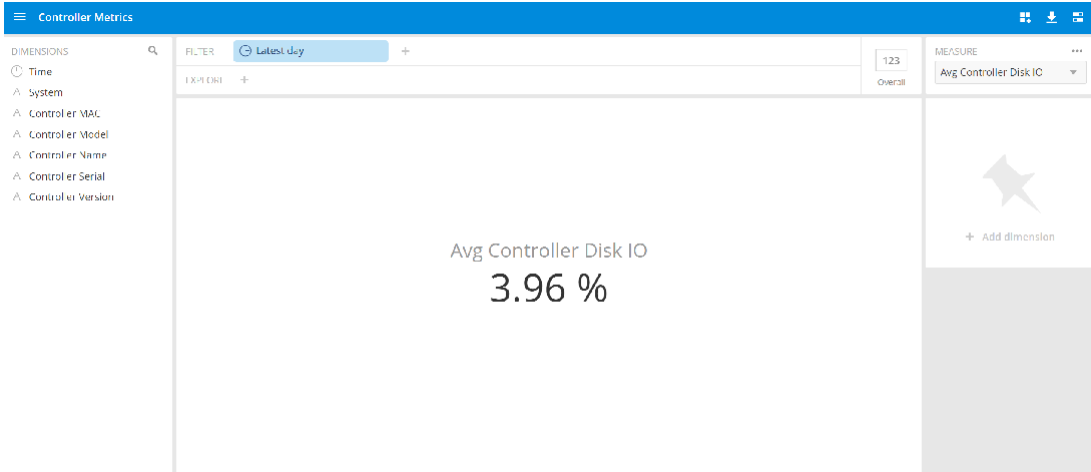 Controller Metrics
DIMENSIONS
Time
System
Controller MAC
Controller Model
Controller Name
Controller Serial
Controller Version
FILTER
Latest day
+
EXPLORE
+
123
Overall
MEASURE
...
Avg Controller Disk IO
+ Add dimension
Avg Controller Disk IO
3.96 %